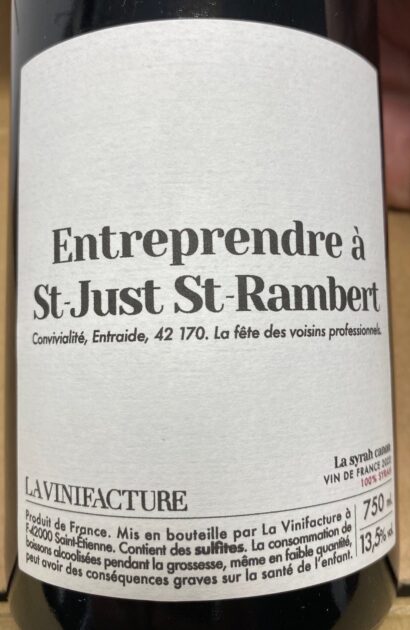 Entreprendre à
St-Just St-Rambert
Convivialité, Entraide, 42 170. La fête des voisins professionnels.
La syrah canon
VIN DE FRANCE 2022
100% SYRAH
LA VINIFACTURE
750 ml
13,5% vol.
Produit de France. Mis en bouteille par La Vinifacture à
F-42000 Saint-Étienne. Contient des sulfites. La consommation de
boissons alcoolisées pendant la grossesse, même en faible quantité,
peut avoir des conséquences graves sur la santé de l'enfant.